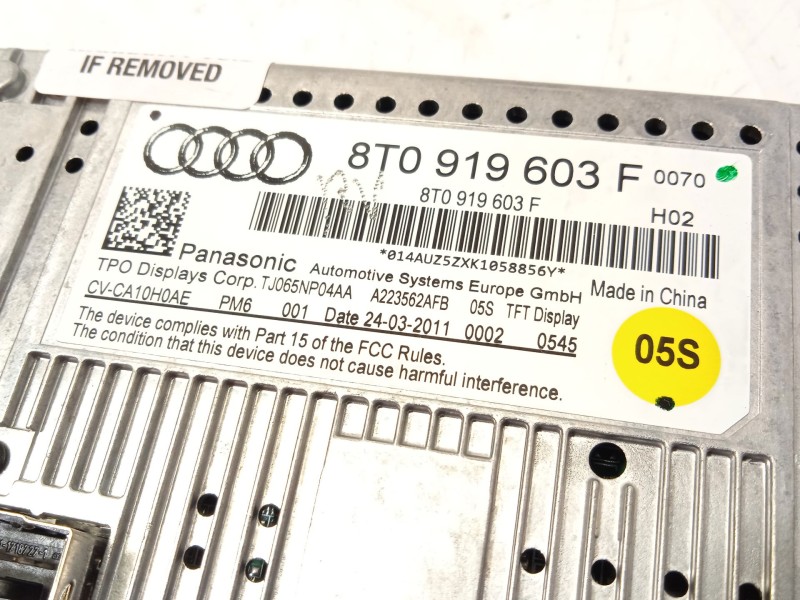 IF REMOVED
8T0 919 603 F 0070
8T0 919 603 F
H02
*014AUZ5ZXK1058856Y*
Panasonic Automotive Systems Europe GmbH Made in China
TPO Displays Corp. TJ065NP04AA A223562AFB 05S TFT Display
CV-CA10H0AE PM6 001 Date 24-03-2011 0002 0545
05S
The device complies with Part 15 of the FCC Rules.
The condition that this device does not cause harmful interference.